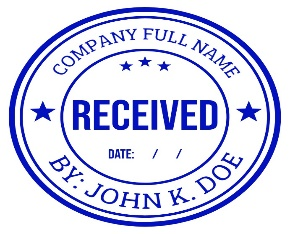 COMPANY FULL NAME
RECEIVED
DATE: / /
BY: JOHN K. DOE